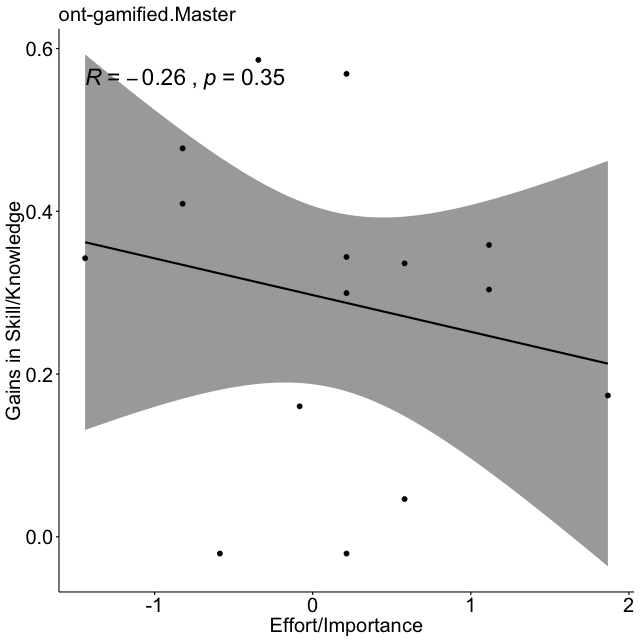 ont-gamified.Master
R = −0.26 , p = 0.35
0.6
0.4
0.2
0.0
Gains in Skill/Knowledge
-1 0 1 2
Effort/Importance